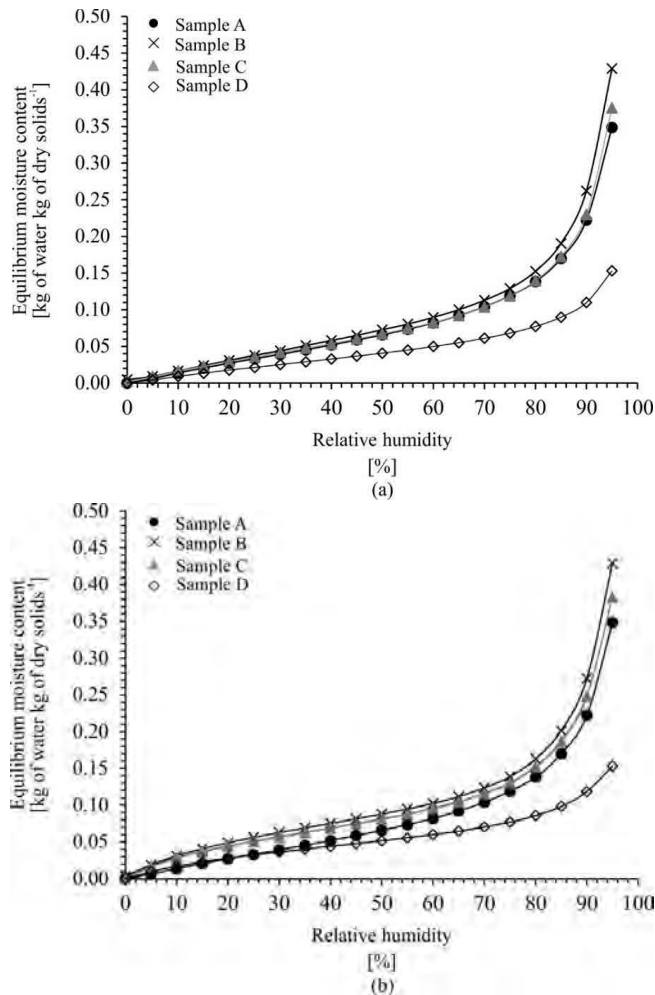 Equilibrium moisture content
[kg of water kg of dry solids⁻¹]
0.50
0.45
0.40
0.35
0.30
0.25
0.20
0.15
0.10
0.05
0.00
Sample A
Sample B
Sample C
Sample D
0 10 20 30 40 50 60 70 80 90 100
Relative humidity
[%]
(a)
Equilibrium moisture content
[kg of water kg of dry solids⁻¹]
0.50
0.45
0.40
0.35
0.30
0.25
0.20
0.15
0.10
0.05
0.00
Sample A
Sample B
Sample C
Sample D
0 10 20 30 40 50 60 70 80 90 100
Relative humidity
[%]
(b)